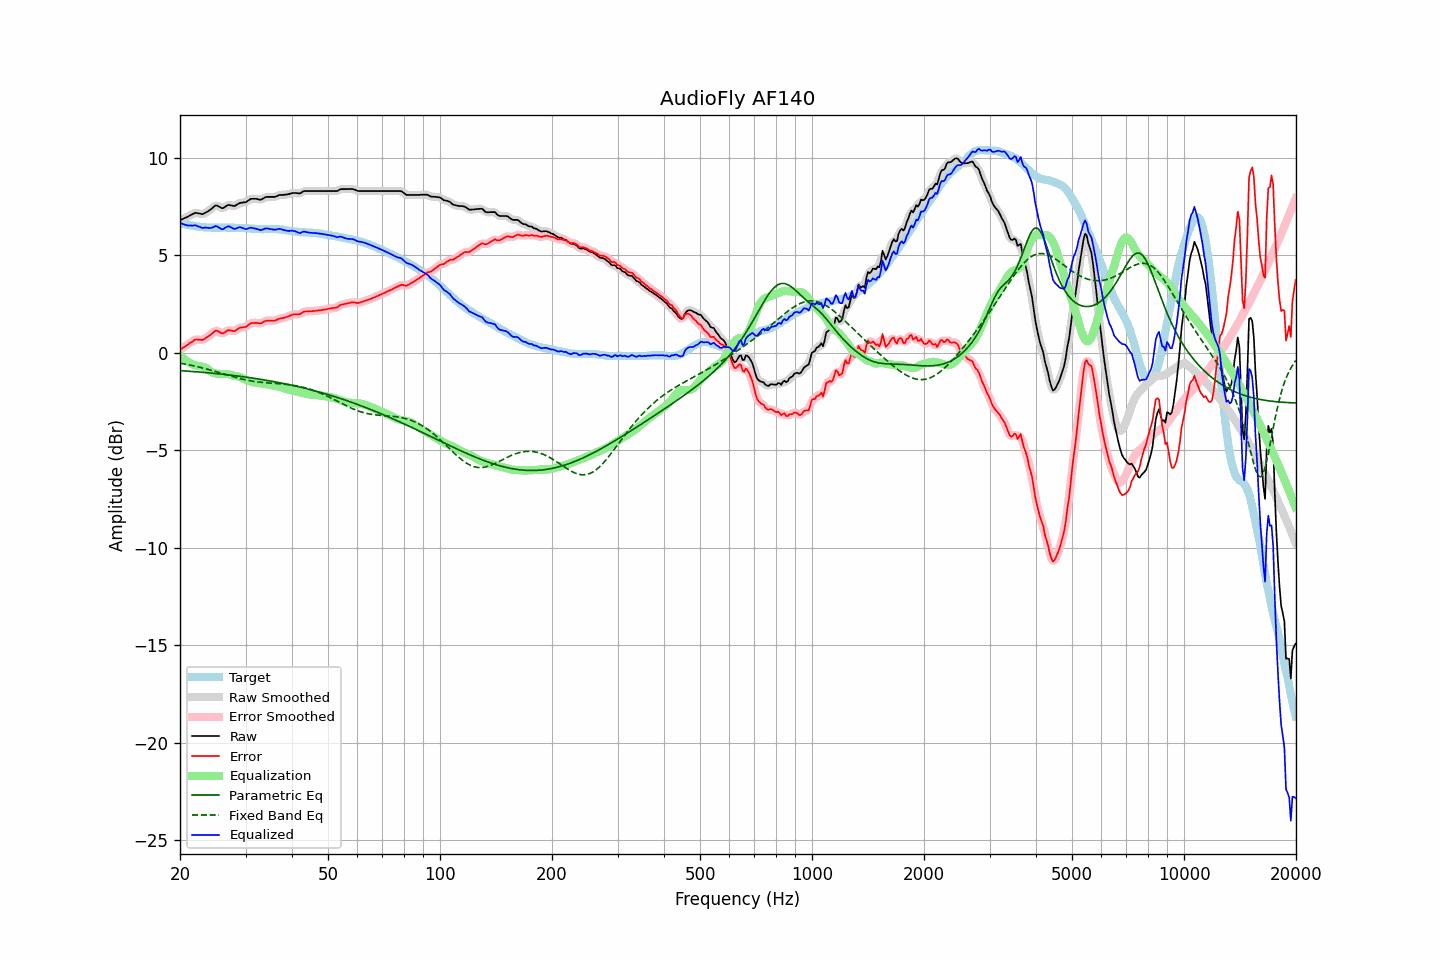 AudioFly AF140
Amplitude (dBr)
10
5
0
−5
−10
−15
−20
−25
Target
Raw Smoothed
Error Smoothed
Raw
Error
Equalization
Parametric Eq
Fixed Band Eq
Equalized
20 50 100 200 500 1000 2000 5000 10000 20000
Frequency (Hz)